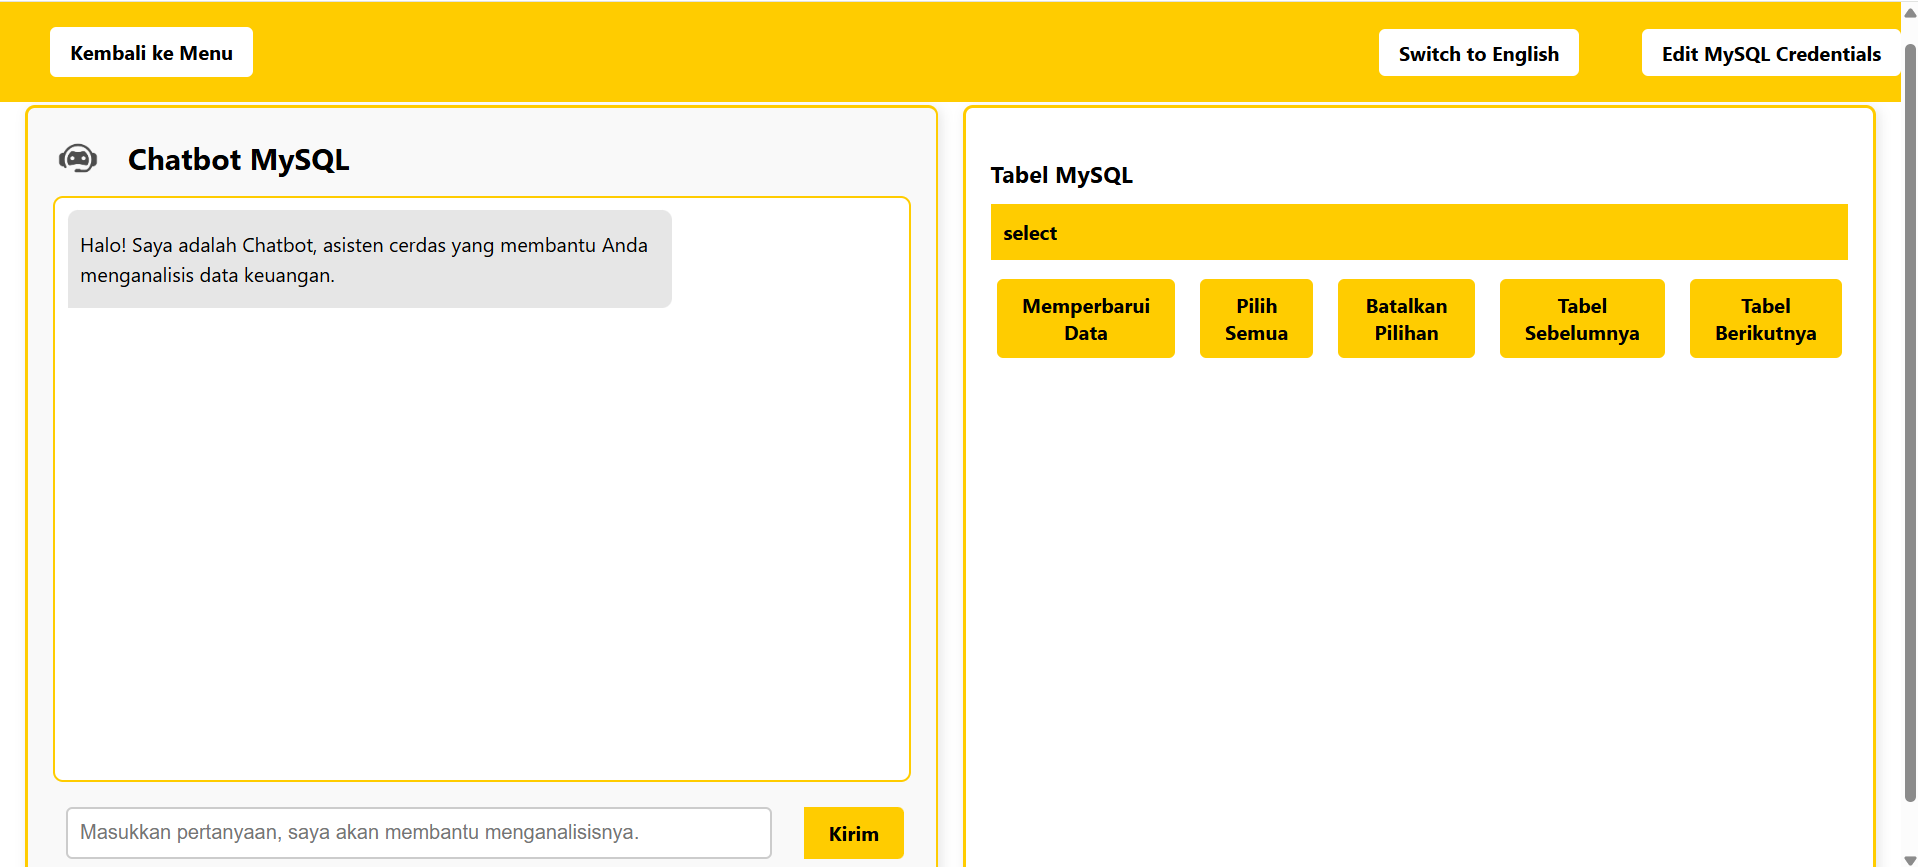 Kembali ke Menu
Switch to English
Edit MySQL Credentials
Chatbot MySQL
Halo! Saya adalah Chatbot, asisten cerdas yang membantu Anda
menganalisis data keuangan.
Masukkan pertanyaan, saya akan membantu menganalisisnya.
Kirim
Tabel MySQL
select
Memperbarui
Data
Pilih
Semua
Batalkan
Pilihan
Tabel
Sebelumnya
Tabel
Berikutnya